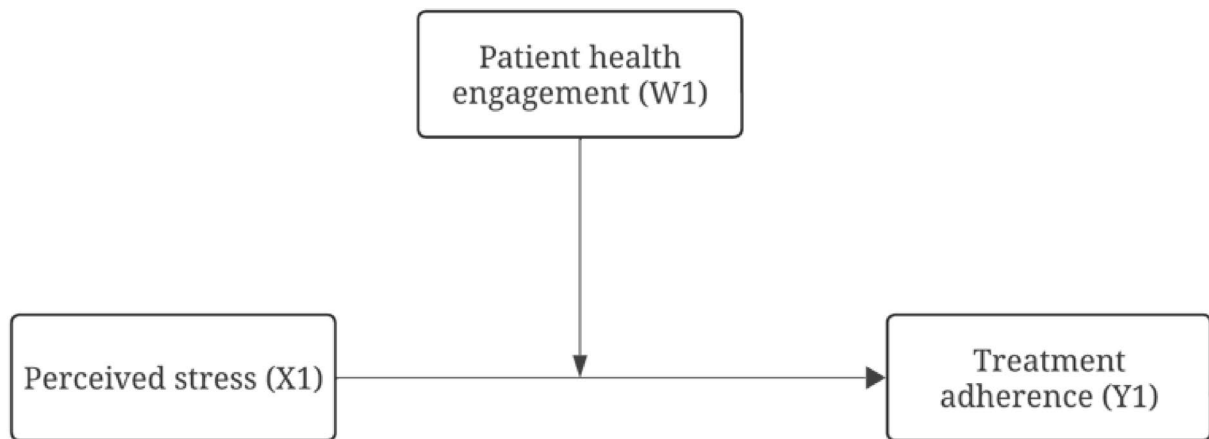 Patient health
engagement (W1)
Perceived stress (X1)
Treatment
adherence (Y1)